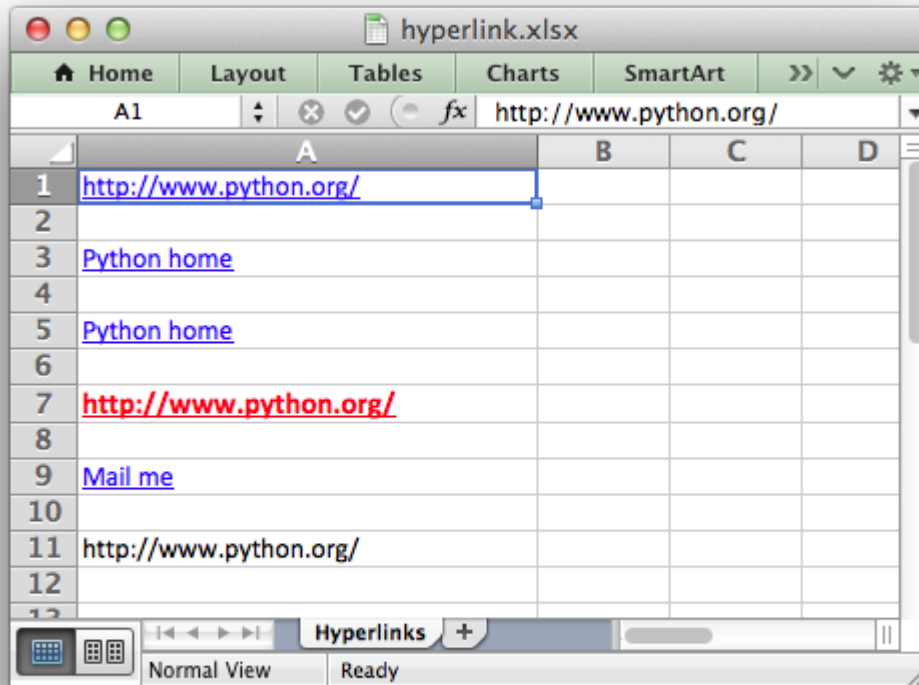 hyperlink.xlsx
Home Layout Tables Charts SmartArt
A1 fx http://www.python.org/
A B C D
1 http://www.python.org/
2
3 Python home
4
5 Python home
6
7 http://www.python.org/
8
9 Mail me
10
11 http://www.python.org/
12
13
Hyperlinks +
Normal View Ready